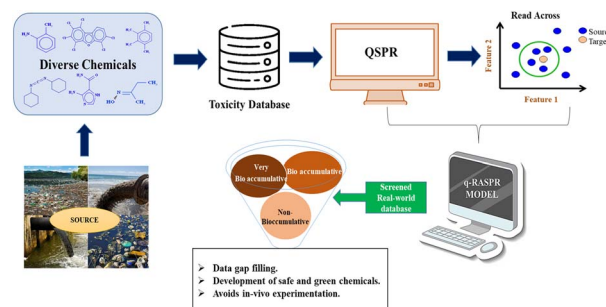 Diverse Chemicals
Toxicity Database
QSPR
Read Across
Source
Target
Feature 2
Feature 1
SOURCE
Very
Bio accumulative
Bio accumulative
Non-
Bioccumulative
Screened
Real-world
database
q-RASPR
MODEL
➢ Data gap filling.
➢ Development of safe and green chemicals.
➢ Avoids in-vivo experimentation.